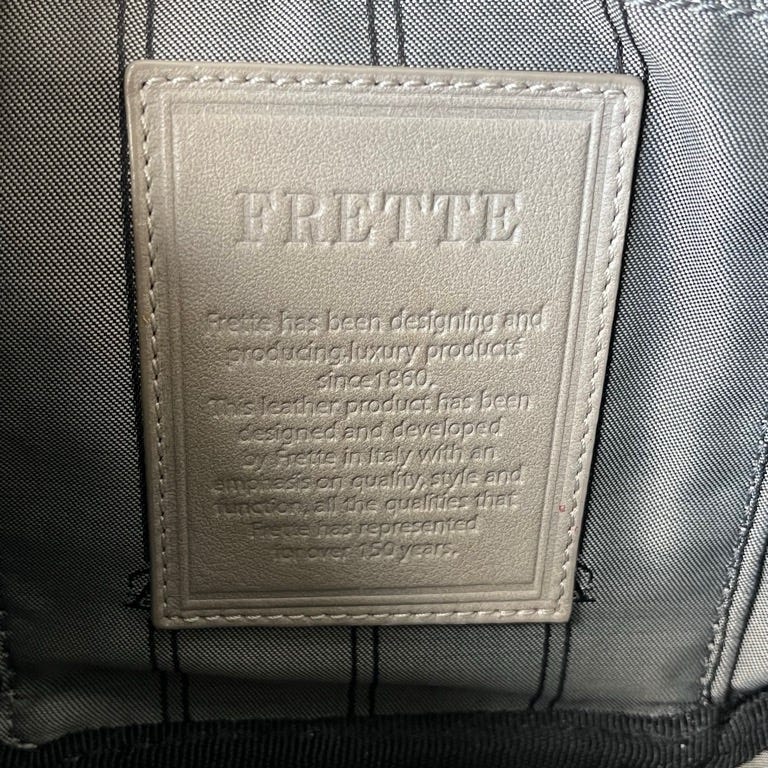 FRETTE
Frette has been designing and
producing luxury products
since 1860.
This leather product has been
designed and developed
by Frette in Italy with an
emphasis on quality, style and
function, all the qualities that
Frette has represented
for over 150 years.